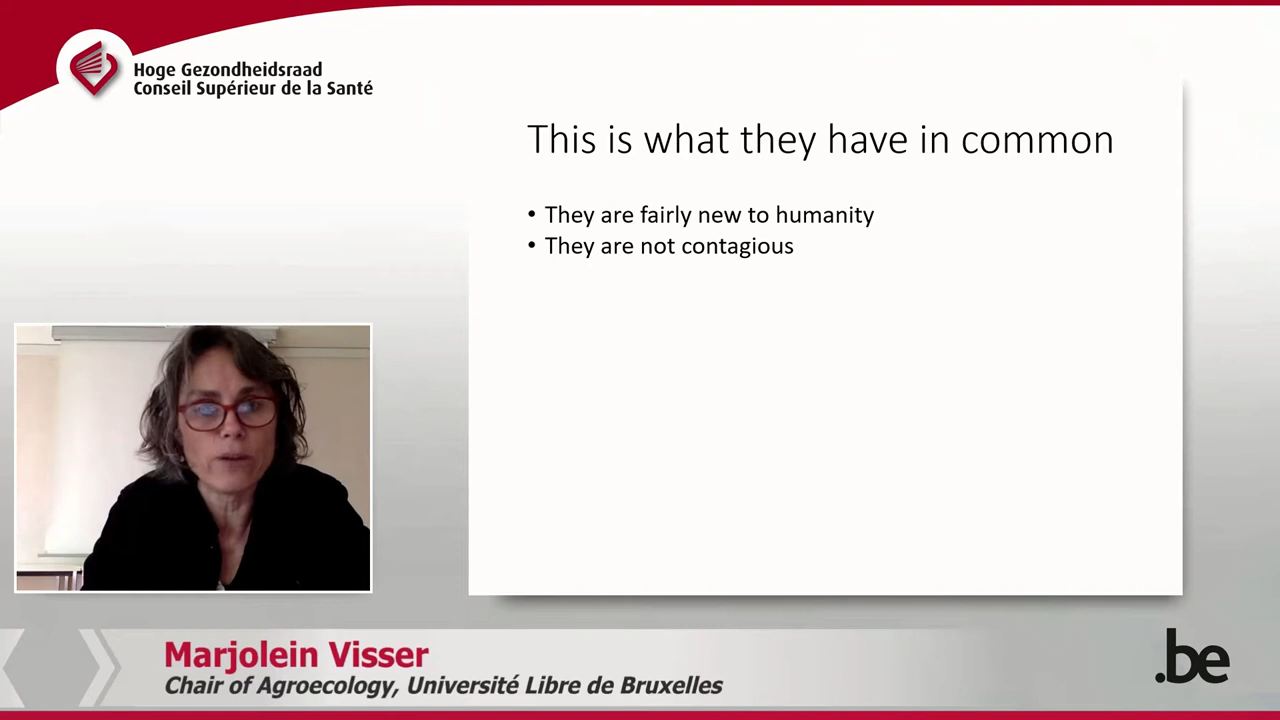 Hoge Gezondheidsraad
Conseil Supérieur de la Santé
This is what they have in common
• They are fairly new to humanity
• They are not contagious
Marjolein Visser
Chair of Agroecology, Université Libre de Bruxelles
.be